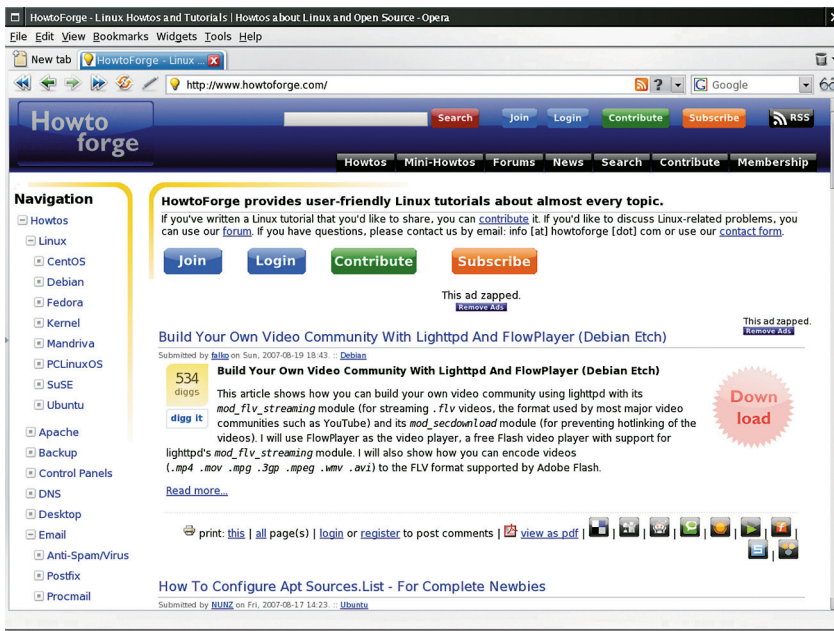 HowtoForge - Linux Howtos and Tutorials | Howtos about Linux and Open Source - Opera
File Edit View Bookmarks Widgets Tools Help
New tab HowtoForge - Linux ...
http://www.howtoforge.com/ ? Google
Howto
forge
Search Join Login Contribute Subscribe RSS
Howtos Mini-Howtos Forums News Search Contribute Membership
Navigation
Howtos
Linux
CentOS
Debian
Fedora
Kernel
Mandriva
PCLinuxOS
SuSE
Ubuntu
Apache
Backup
Control Panels
DNS
Desktop
Email
Anti-Spam/Virus
Postfix
Procmail
HowtoForge provides user-friendly Linux tutorials about almost every topic.
If you've written a Linux tutorial that you'd like to share, you can contribute it. If you'd like to discuss Linux-related problems, you
can use our forum. If you have questions, please contact us by email: info [at] howtoforge [dot] com or use our contact form.
Join Login Contribute Subscribe
This ad zapped.
Remove Ads
This ad zapped.
Remove Ads
Build Your Own Video Community With Lighttpd And FlowPlayer (Debian Etch)
Submitted by falko on Sun, 2007-08-19 18:43. :: Debian
534
diggs
digg it
Build Your Own Video Community With Lighttpd And FlowPlayer (Debian Etch)
This article shows how you can build your own video community using lighttpd with its
mod_flv_streaming module (for streaming .flv videos, the format used by most major video
communities such as YouTube) and its mod_secdownload module (for preventing hotlinking of the
videos). I will use FlowPlayer as the video player, a free Flash video player with support for
lighttpd's mod_flv_streaming module. I will also show how you can encode videos
(.mp4 .mov .mpg .3gp .mpeg .wmv .avi) to the FLV format supported by Adobe Flash.
Down
load
Read more...
print: this | all page(s) | login or register to post comments | view as pdf | | | | | | | |
|
How To Configure Apt Sources.List - For Complete Newbies
Submitted by NUNZ on Fri, 2007-08-17 14:23. :: Ubuntu